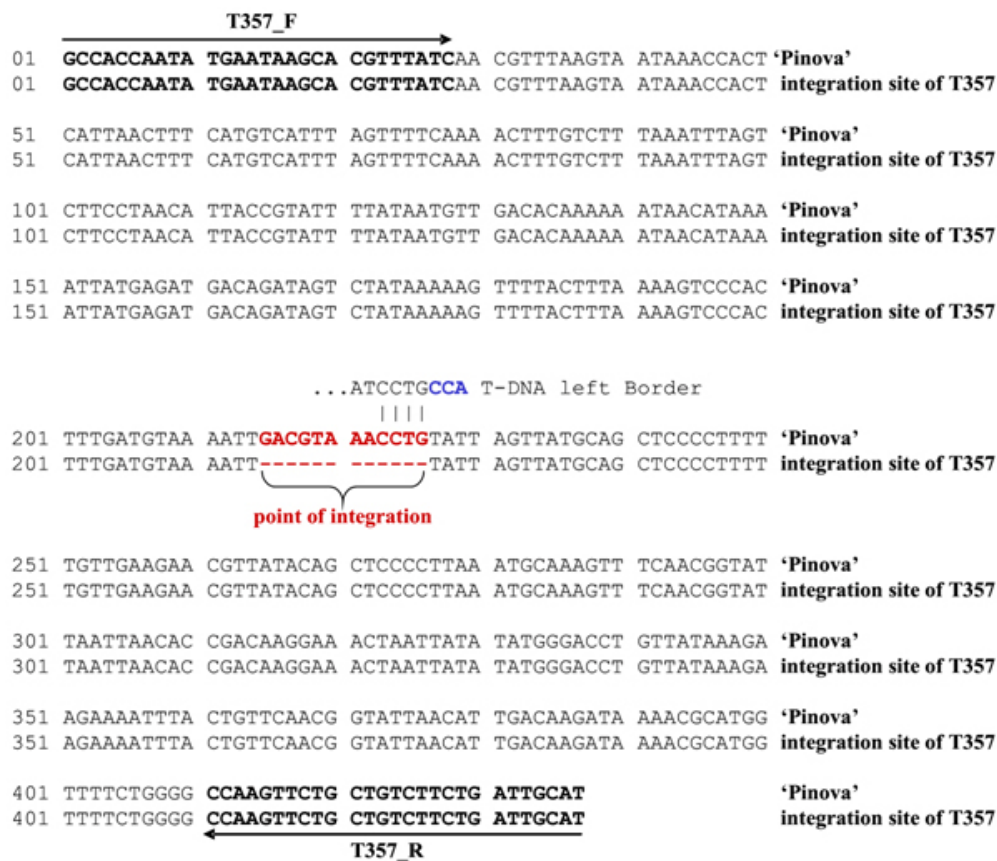 T357_F
01 GCCACCAATA TGAATAAGCA CGTTTATCAA CGTTTAAGTA ATAAACCACT ‘Pinova’
01 GCCACCAATA TGAATAAGCA CGTTTATCAA CGTTTAAGTA ATAAACCACT integration site of T357
51 CATTAACTTT CATGTCATTT AGTTTTCAAA ACTTTGTCTT TAAATTTAGT ‘Pinova’
51 CATTAACTTT CATGTCATTT AGTTTTCAAA ACTTTGTCTT TAAATTTAGT integration site of T357
101 CTTCCTAACA TTACCGTATT TTATAATGTT GACACAAAAA ATAACATAAA ‘Pinova’
101 CTTCCTAACA TTACCGTATT TTATAATGTT GACACAAAAA ATAACATAAA integration site of T357
151 ATTATGAGAT GACAGATAGT CTATAAAAAG TTTTACTTTA AAAGTCCCAC ‘Pinova’
151 ATTATGAGAT GACAGATAGT CTATAAAAAG TTTTACTTTA AAAGTCCCAC integration site of T357
...ATCCTGCCA T-DNA left Border
||||
201 TTTGATGTAA AATTGACGTA AACCTGTATT AGTTATGCAG CTCCCCTTTT ‘Pinova’
201 TTTGATGTAA AATT------ ------TATT AGTTATGCAG CTCCCCTTTT integration site of T357
point of integration
251 TGTTGAAGAA CGTTATACAG CTCCCCTTAA ATGCAAAGTT TCAACGGTAT ‘Pinova’
251 TGTTGAAGAA CGTTATACAG CTCCCCTTAA ATGCAAAGTT TCAACGGTAT integration site of T357
301 TAATTAACAC CGACAAGGAA ACTAATTATA TATGGGACCT GTTATAAAGA ‘Pinova’
301 TAATTAACAC CGACAAGGAA ACTAATTATA TATGGGACCT GTTATAAAGA integration site of T357
351 AGAAAATTTA CTGTTCAACG GTATTAACAT TGACAAGATA AAACGCATGG ‘Pinova’
351 AGAAAATTTA CTGTTCAACG GTATTAACAT TGACAAGATA AAACGCATGG integration site of T357
401 TTTTCTGGGG CCAAGTTCTG CTGTCTTCTG ATTGCAT ‘Pinova’
401 TTTTCTGGGG CCAAGTTCTG CTGTCTTCTG ATTGCAT integration site of T357
T357_R